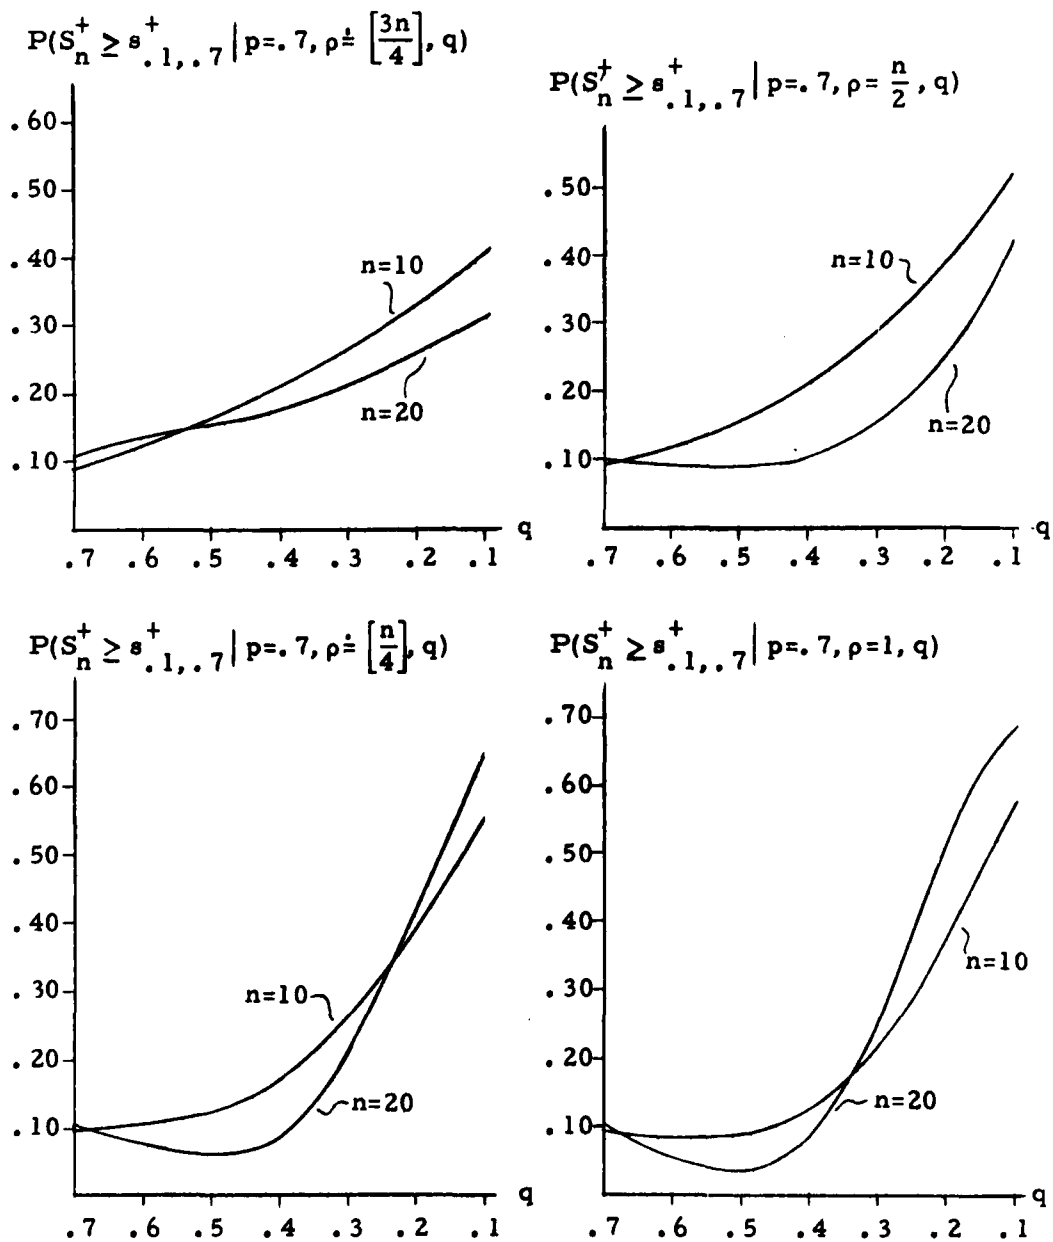 P(S_n^+ ≥ s^+_{.1,.7} | p=.7, ρ≐[3n/4], q)
.60
.50
.40
.30
.20
.10
n=10
n=20
q
.7 .6 .5 .4 .3 .2 .1
P(S_n^+ ≥ s^+_{.1,.7} | p=.7, ρ=n/2, q)
.50
.40
.30
.20
.10
n=10
n=20
q
.7 .6 .5 .4 .3 .2 .1
P(S_n^+ ≥ s^+_{.1,.7} | p=.7, ρ≐[n/4], q)
.70
.60
.50
.40
.30
.20
.10
n=10
n=20
q
.7 .6 .5 .4 .3 .2 .1
P(S_n^+ ≥ s^+_{.1,.7} | p=.7, ρ=1, q)
.70
.60
.50
.40
.30
.20
.10
n=10
n=20
q
.7 .6 .5 .4 .3 .2 .1